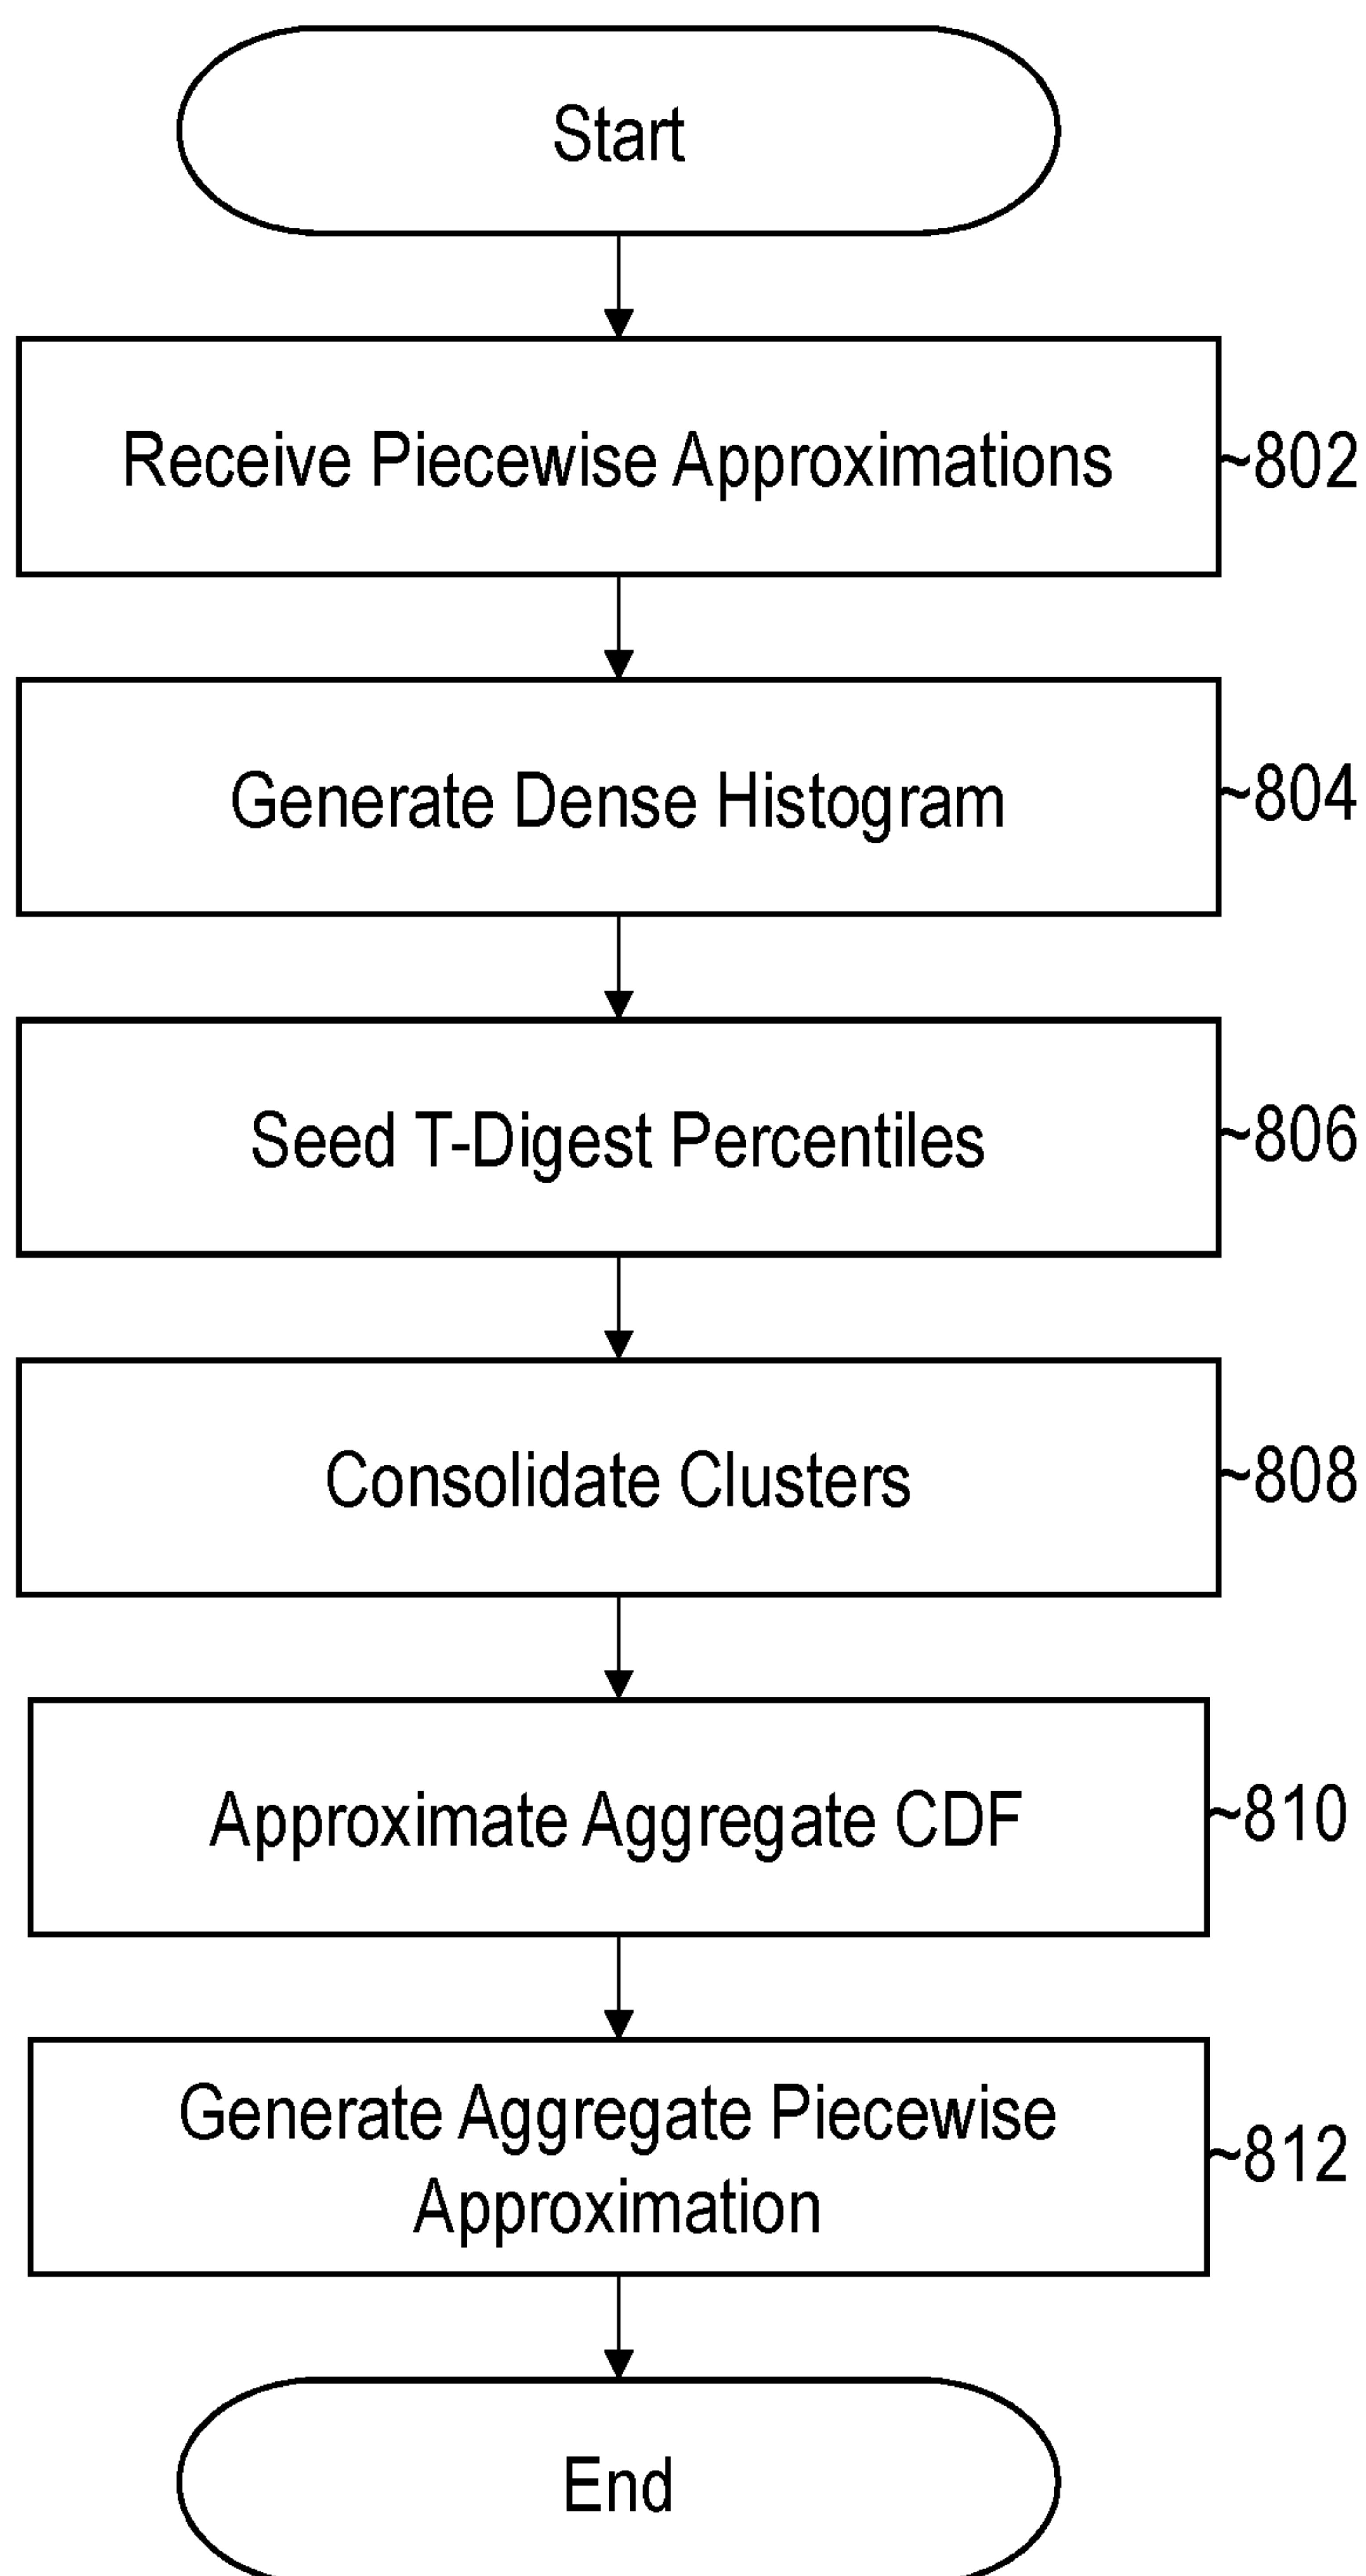 Start
Receive Piecewise Approximations ~802
Generate Dense Histogram ~804
Seed T-Digest Percentiles ~806
Consolidate Clusters ~808
Approximate Aggregate CDF ~810
Generate Aggregate Piecewise
Approximation ~812
End